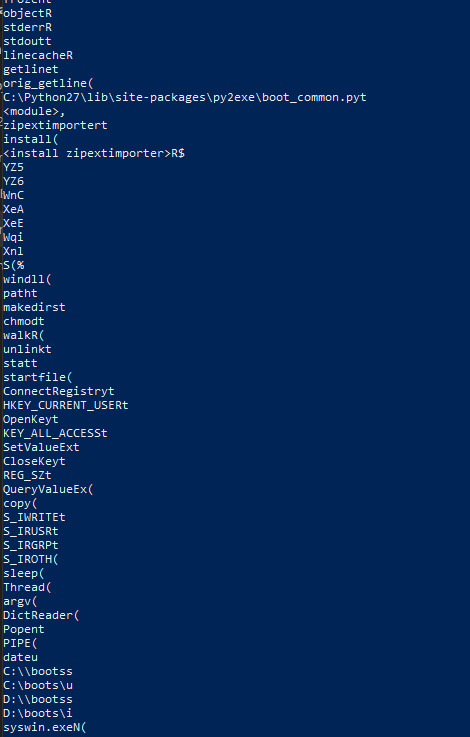 frozent
objectR
stderrR
stdoutt
linecacheR
getlinet
orig_getline(
C:\Python27\lib\site-packages\py2exe\boot_common.pyt
<module>,
zipextimportert
install(
<install zipextimporter>R$
YZ5
YZ6
WnC
XeA
XeE
Wqi
Xnl
S(%
windll(
patht
makedirst
chmodt
walkR(
unlinkt
statt
startfile(
ConnectRegistryt
HKEY_CURRENT_USERt
OpenKeyt
KEY_ALL_ACCESSt
SetValueExt
CloseKeyt
REG_SZt
QueryValueEx(
copy(
S_IWRITEt
S_IRUSRt
S_IRGRPt
S_IROTH(
sleep(
Thread(
argv(
DictReader(
Popent
PIPE(
dateu
C:\\bootss
C:\boots\u
D:\\bootss
D:\boots\i
syswin.exeN(